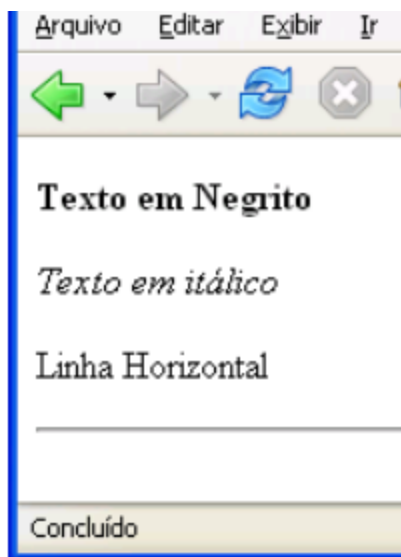 Arquivo Editar Exibir Ir
Texto em Negrito
Texto em itálico
Linha Horizontal
Concluído